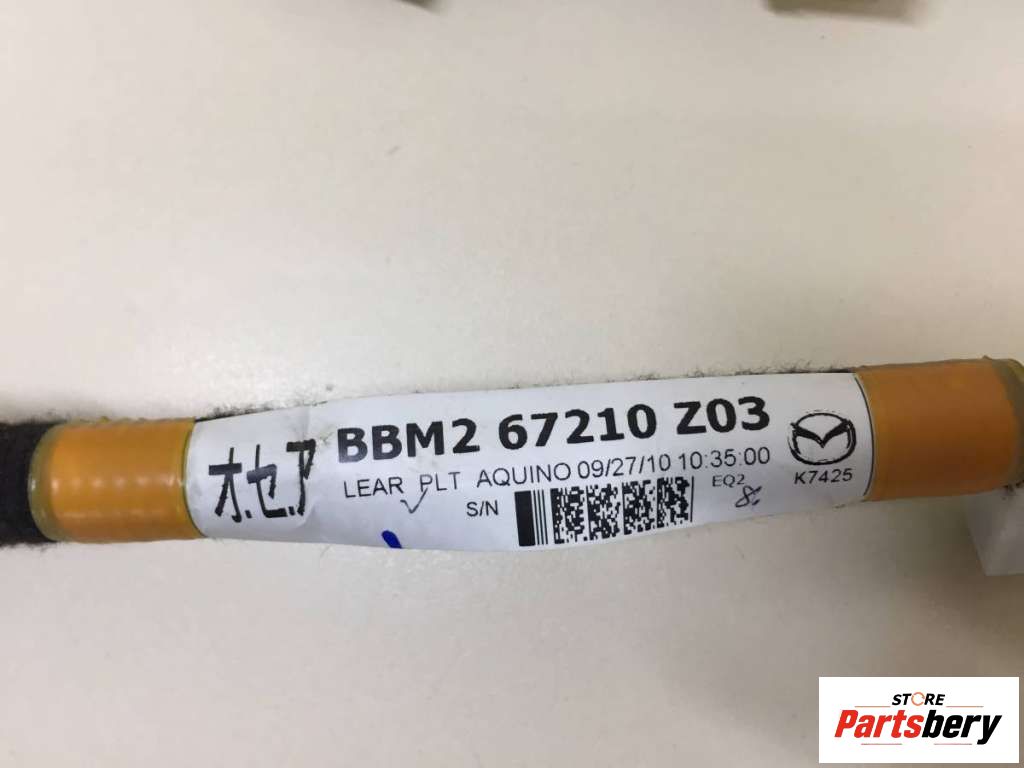 オ.セ.ア
BBM2 67210 Z03
LEAR PLT AQUINO 09/27/10 10:35:00
S/N
EQ2
8.
K7425
STORE
Partsbery